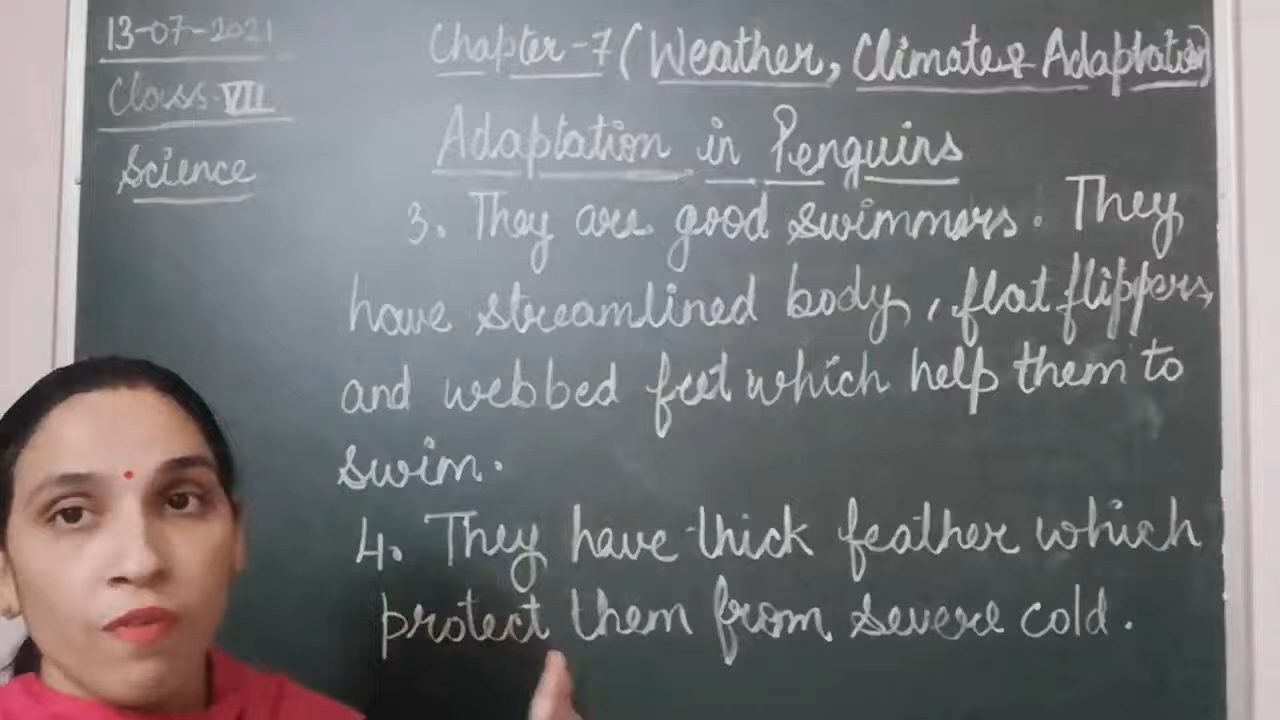 13-07-2021
Class VII
Science
Chapter-7 (Weather, Climate & Adaptation)
Adaptation in Penguins
3. They are good swimmers. They
have streamlined body, flat flippers,
and webbed feet which help them to
swim.
4. They have thick feather which
protect them from severe cold.